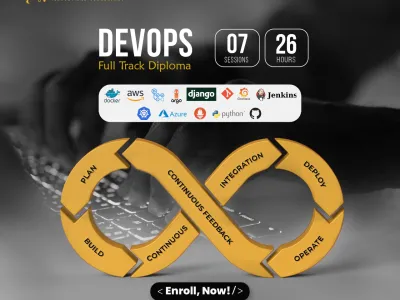 DEVOPS
Full Track Diploma
07
SESSIONS
26
HOURS
docker
aws
argo
django
Jenkins
Azure
python
PLAN
BUILD
CONTINUOUS
INTEGRATION
CONTINUOUS FEEDBACK
DEPLOY
OPERATE
< Enroll, Now! / >